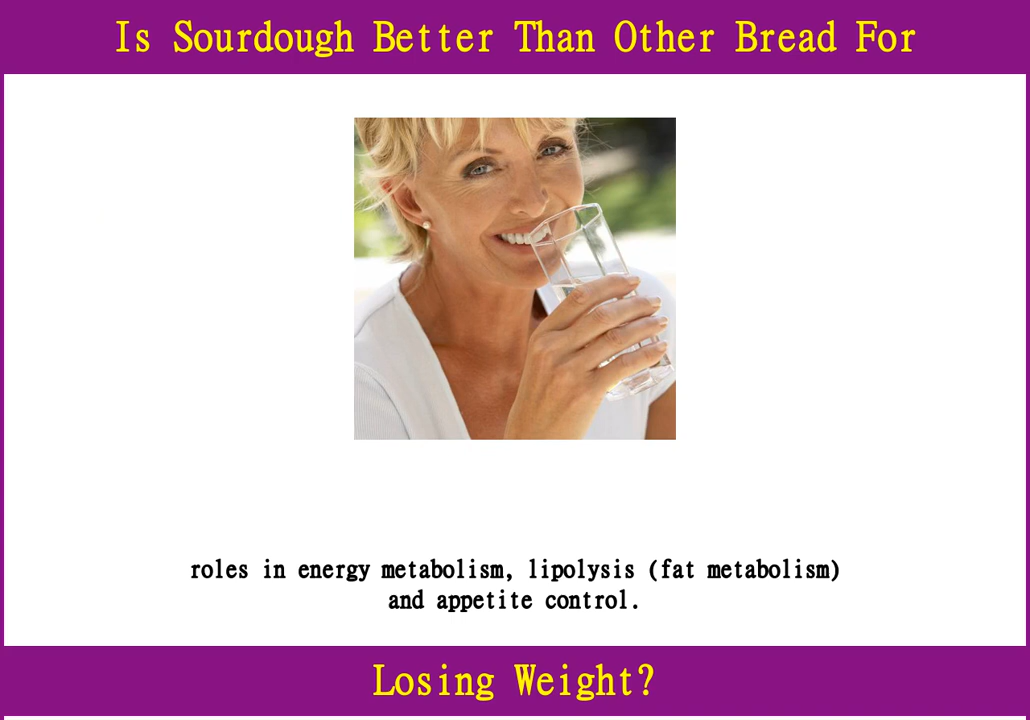 Is Sourdough Better Than Other Bread For
roles in energy metabolism, lipolysis (fat metabolism)
and appetite control.
Losing Weight?